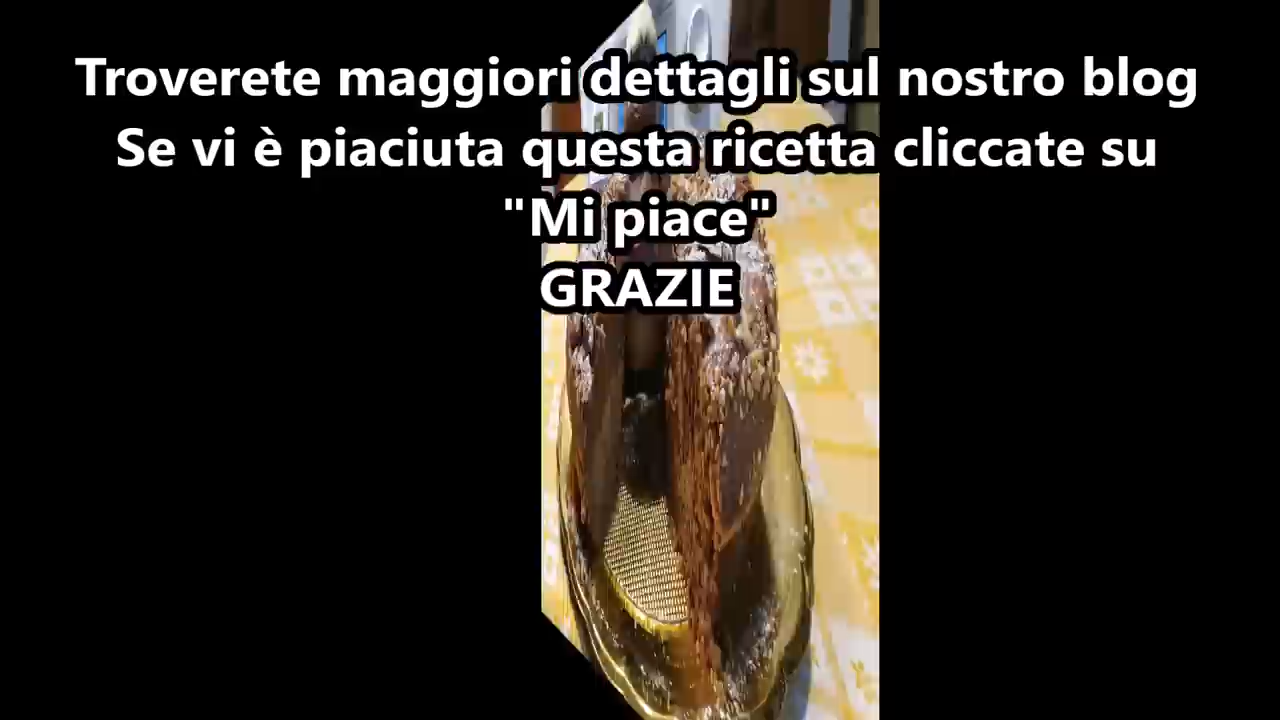 Troverete maggiori dettagli sul nostro blog
Se vi è piaciuta questa ricetta cliccate su
"Mi piace"
GRAZIE